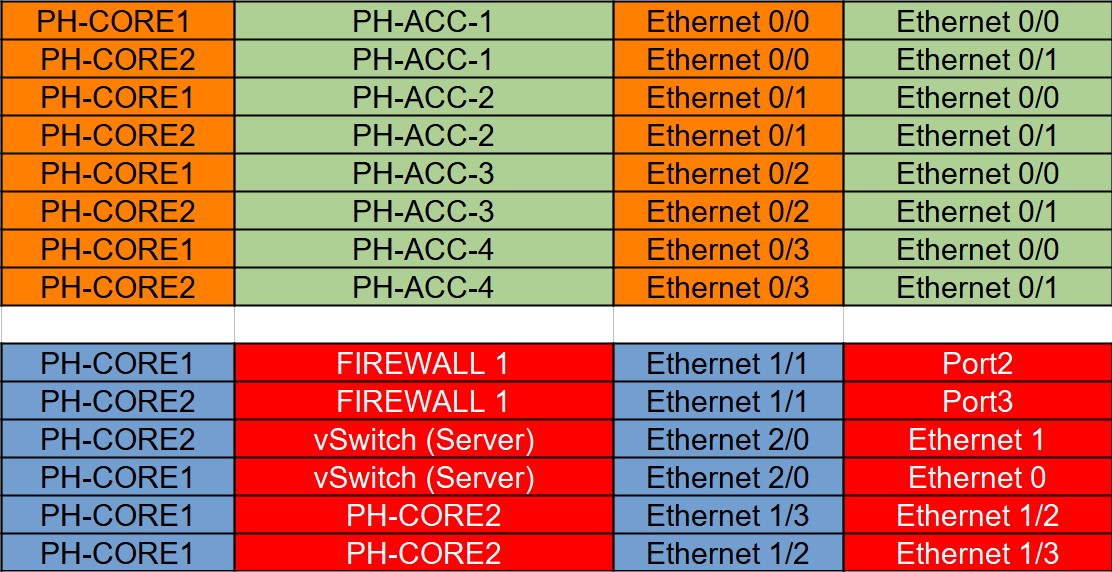 PH-CORE1 PH-ACC-1 Ethernet 0/0 Ethernet 0/0
PH-CORE2 PH-ACC-1 Ethernet 0/0 Ethernet 0/1
PH-CORE1 PH-ACC-2 Ethernet 0/1 Ethernet 0/0
PH-CORE2 PH-ACC-2 Ethernet 0/1 Ethernet 0/1
PH-CORE1 PH-ACC-3 Ethernet 0/2 Ethernet 0/0
PH-CORE2 PH-ACC-3 Ethernet 0/2 Ethernet 0/1
PH-CORE1 PH-ACC-4 Ethernet 0/3 Ethernet 0/0
PH-CORE2 PH-ACC-4 Ethernet 0/3 Ethernet 0/1
PH-CORE1 FIREWALL 1 Ethernet 1/1 Port2
PH-CORE2 FIREWALL 1 Ethernet 1/1 Port3
PH-CORE2 vSwitch (Server) Ethernet 2/0 Ethernet 1
PH-CORE1 vSwitch (Server) Ethernet 2/0 Ethernet 0
PH-CORE1 PH-CORE2 Ethernet 1/3 Ethernet 1/2
PH-CORE1 PH-CORE2 Ethernet 1/2 Ethernet 1/3